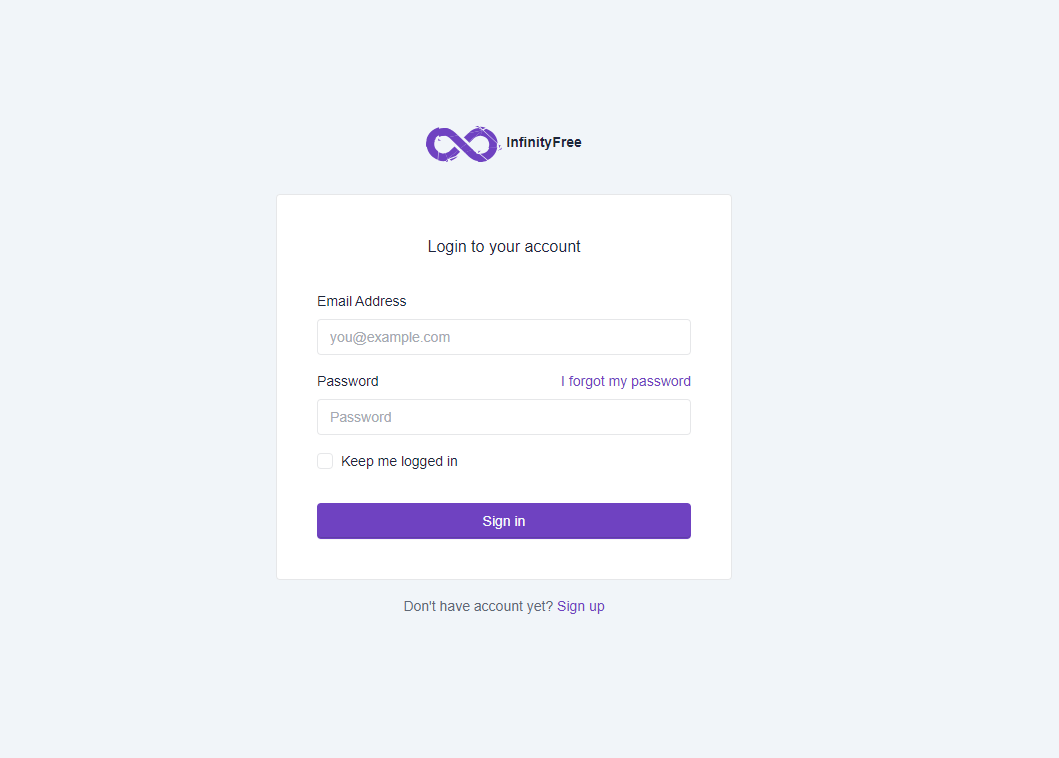 InfinityFree
Login to your account
Email Address
you@example.com
Password
I forgot my password
Password
Keep me logged in
Sign in
Don't have account yet? Sign up